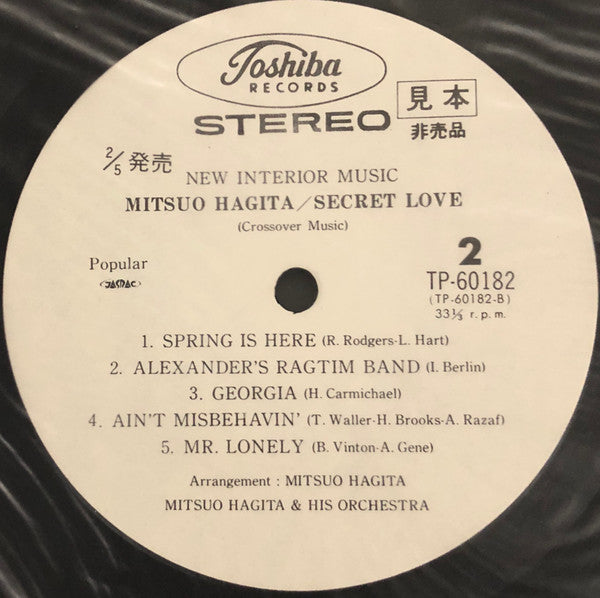 Toshiba
RECORDS
見本
STEREO
非売品
2/5 発売
NEW INTERIOR MUSIC
MITSUO HAGITA/SECRET LOVE
(Crossover Music)
Popular
2
JASRAC
TP-60182
(TP-60182-B)
33⅓ r.p.m.
1. SPRING IS HERE (R. Rodgers-L. Hart)
2. ALEXANDER'S RAGTIM BAND (I. Berlin)
3. GEORGIA (H. Carmichael)
4. AIN'T MISBEHAVIN' (T. Waller-H. Brooks-A. Razaf)
5. MR. LONELY (B. Vinton-A. Gene)
Arrangement : MITSUO HAGITA
MITSUO HAGITA & HIS ORCHESTRA